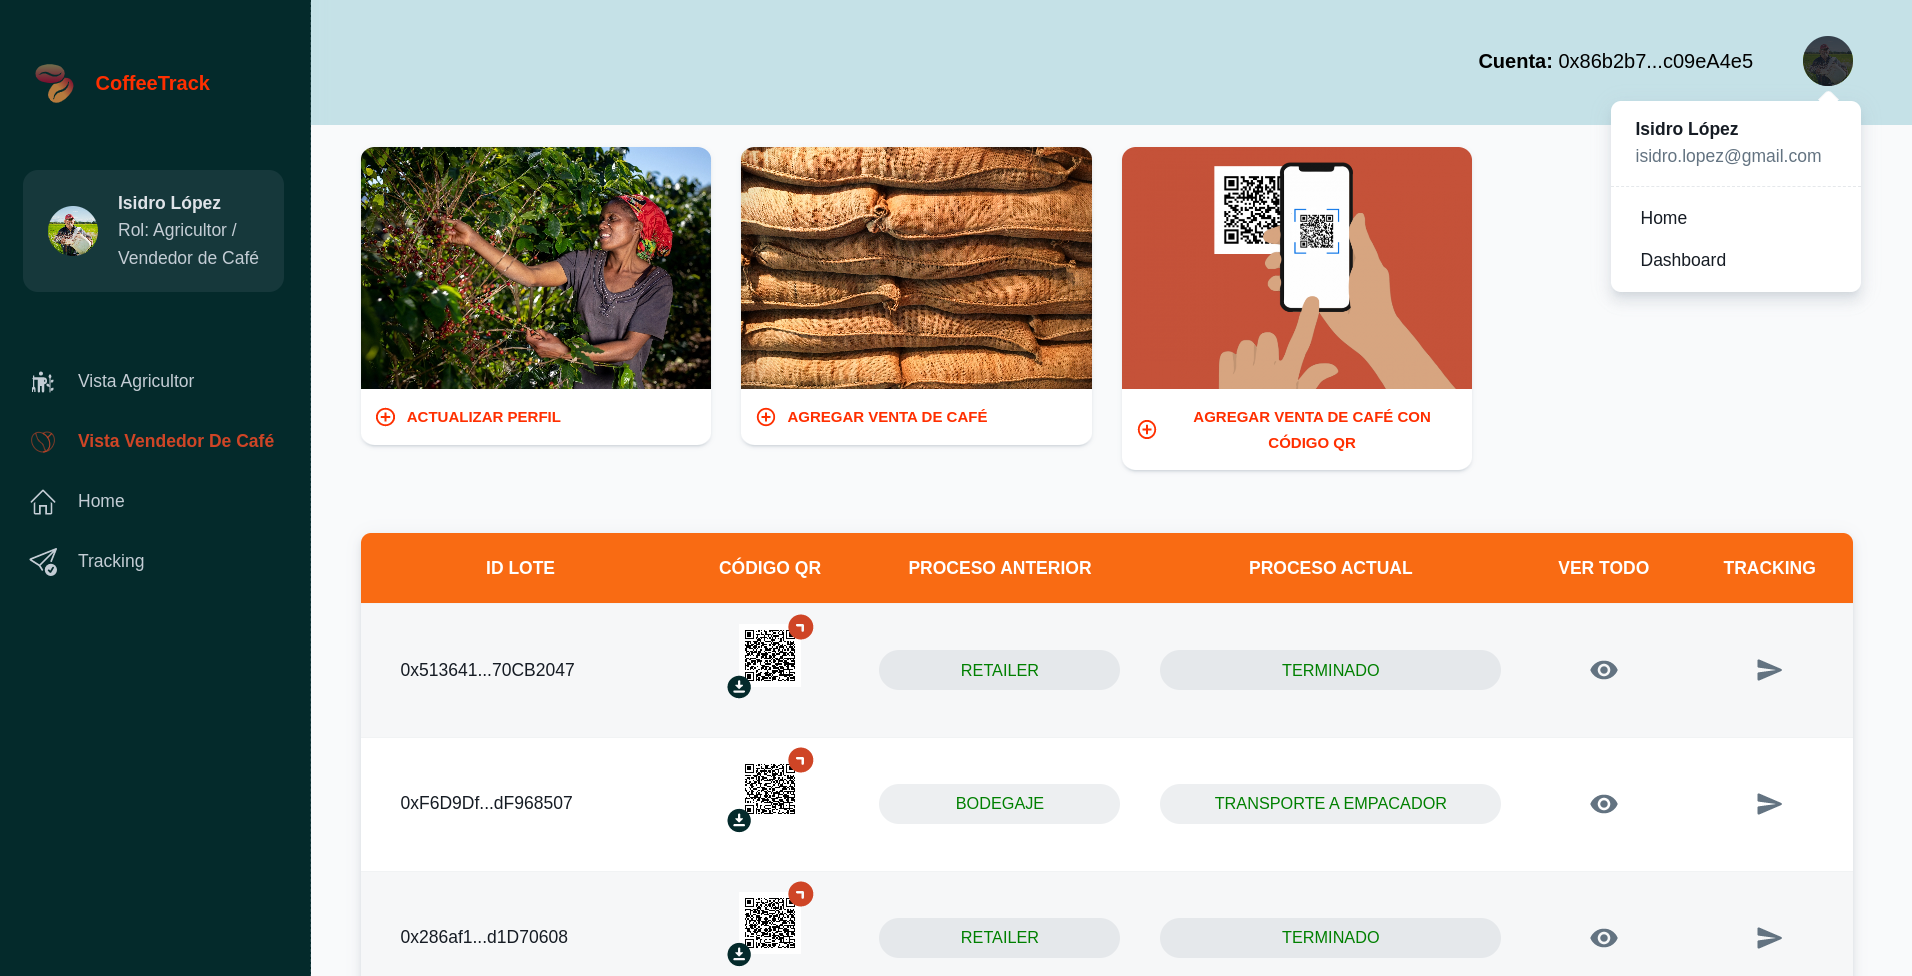 CoffeeTrack
Isidro López
Rol: Agricultor /
Vendedor de Café
Vista Agricultor
Vista Vendedor De Café
Home
Tracking
Cuenta: 0x86b2b7...c09eA4e5
Isidro López
isidro.lopez@gmail.com
Home
Dashboard
ACTUALIZAR PERFIL
AGREGAR VENTA DE CAFÉ
AGREGAR VENTA DE CAFÉ CON
CÓDIGO QR
ID LOTE CÓDIGO QR PROCESO ANTERIOR PROCESO ACTUAL VER TODO TRACKING
0x513641...70CB2047 RETAILER TERMINADO
0xF6D9Df...dF968507 BODEGAJE TRANSPORTE A EMPACADOR
0x286af1...d1D70608 RETAILER TERMINADO